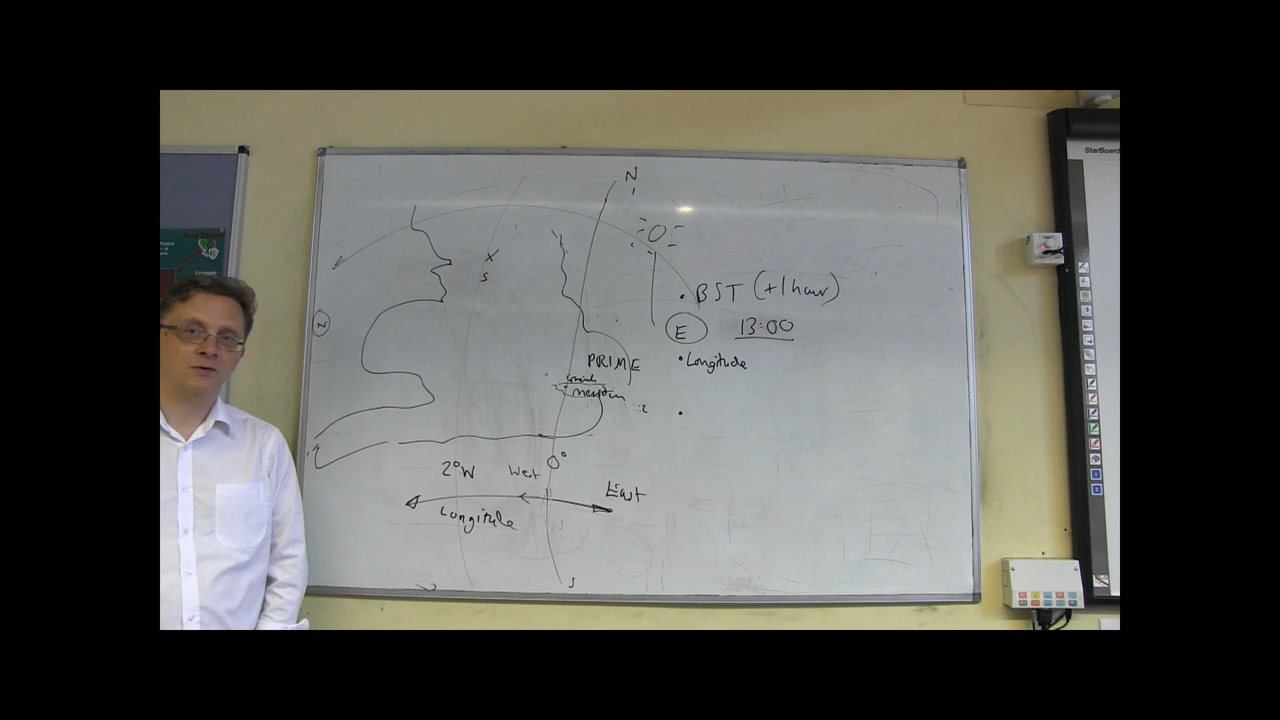 N
StarBoard
X
S
BST (+1 hour)
N
E
13:00
PRIME
• Longitude
Meridian
•
0°
2°W
West
East
Longitude
S